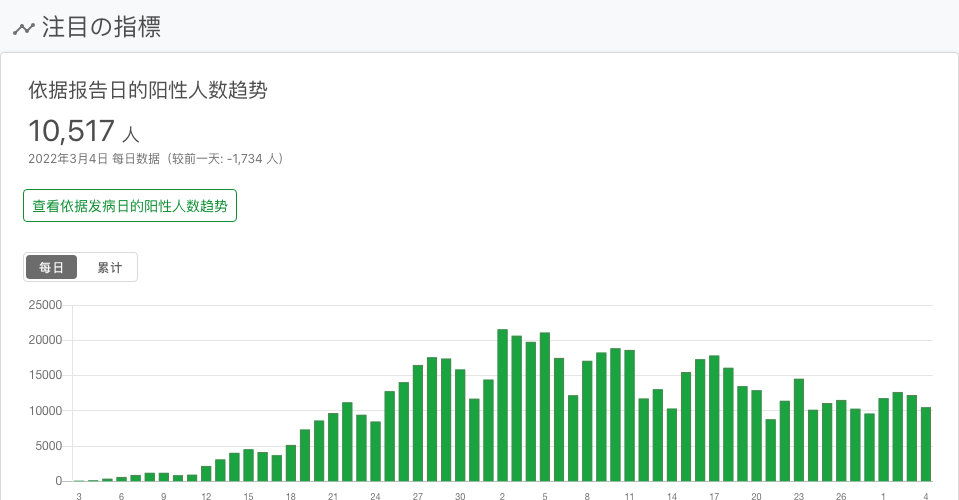 注目の指標
依据报告日的阳性人数趋势
10,517 人
2022年3月4日 每日数据（较前一天: -1,734 人）
查看依据发病日的阳性人数趋势
每日 累计
25000
20000
15000
10000
5000
0
3 6 9 12 15 18 21 24 27 30 2 5 8 11 14 17 20 23 26 1 4